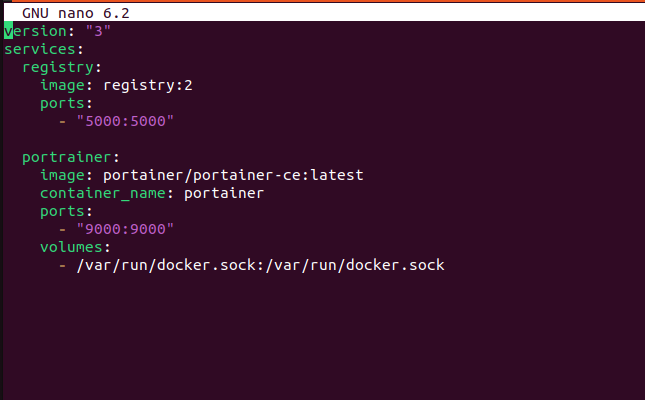 GNU nano 6.2
version: "3"
services:
  registry:
    image: registry:2
    ports:
      - "5000:5000"

  portrainer:
    image: portainer/portainer-ce:latest
    container_name: portainer
    ports:
      - "9000:9000"
    volumes:
      - /var/run/docker.sock:/var/run/docker.sock